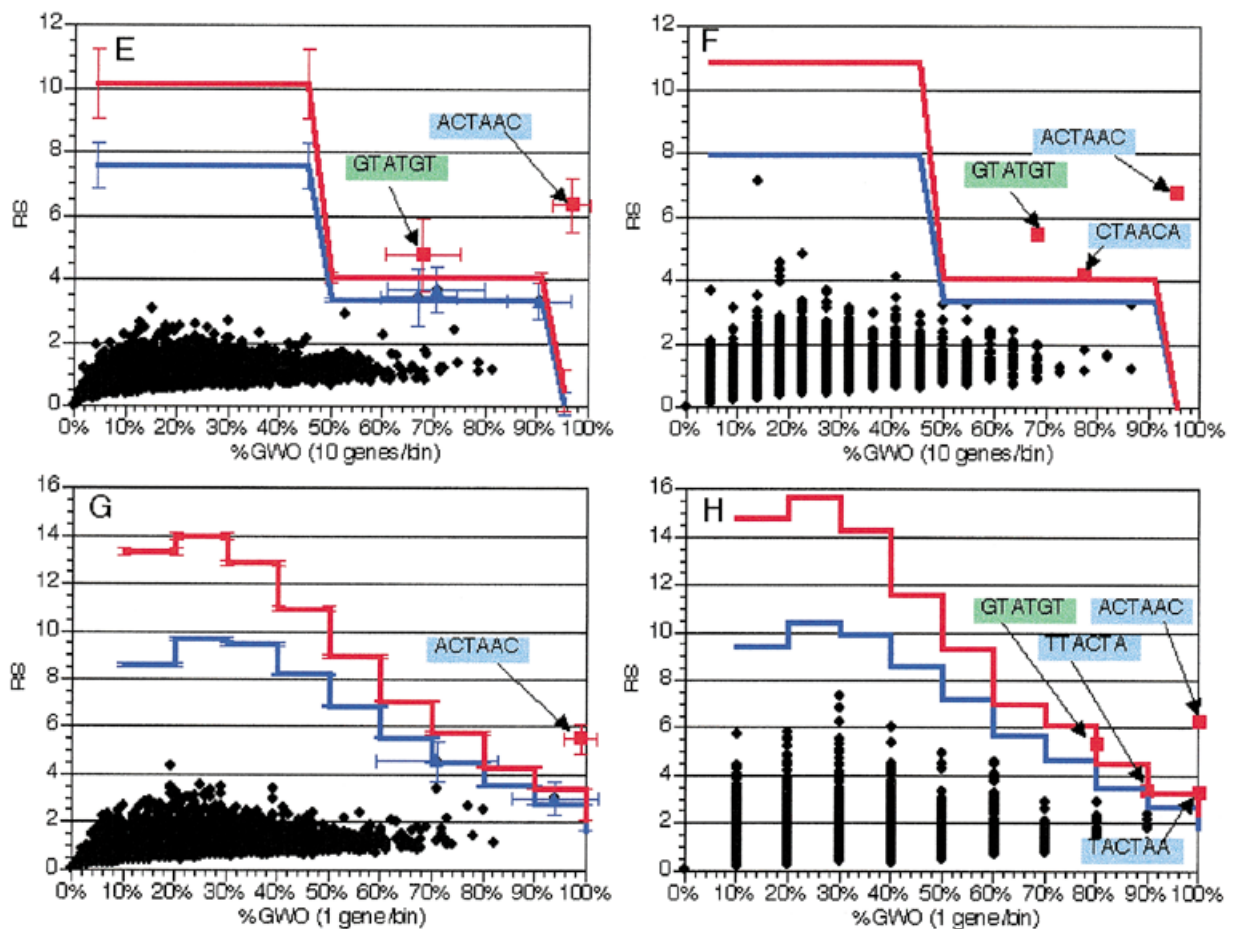 E
12
10
8
6
4
2
0
RS
ACTAAC
GTATGT
0% 10% 20% 30% 40% 50% 60% 70% 80% 90% 100%
%GWO (10 genes/bin)
F
12
10
8
6
4
2
0
RS
ACTAAC
GTATGT
CTAACA
0% 10% 20% 30% 40% 50% 60% 70% 80% 90% 100%
%GWO (10 genes/bin)
G
16
14
12
10
8
6
4
2
0
RS
ACTAAC
0% 10% 20% 30% 40% 50% 60% 70% 80% 90% 100%
%GWO (1 gene/bin)
H
16
14
12
10
8
6
4
2
0
RS
GTATGT
ACTAAC
TTACTA
TACTAA
0% 10% 20% 30% 40% 50% 60% 70% 80% 90% 100%
%GWO (1 gene/bin)